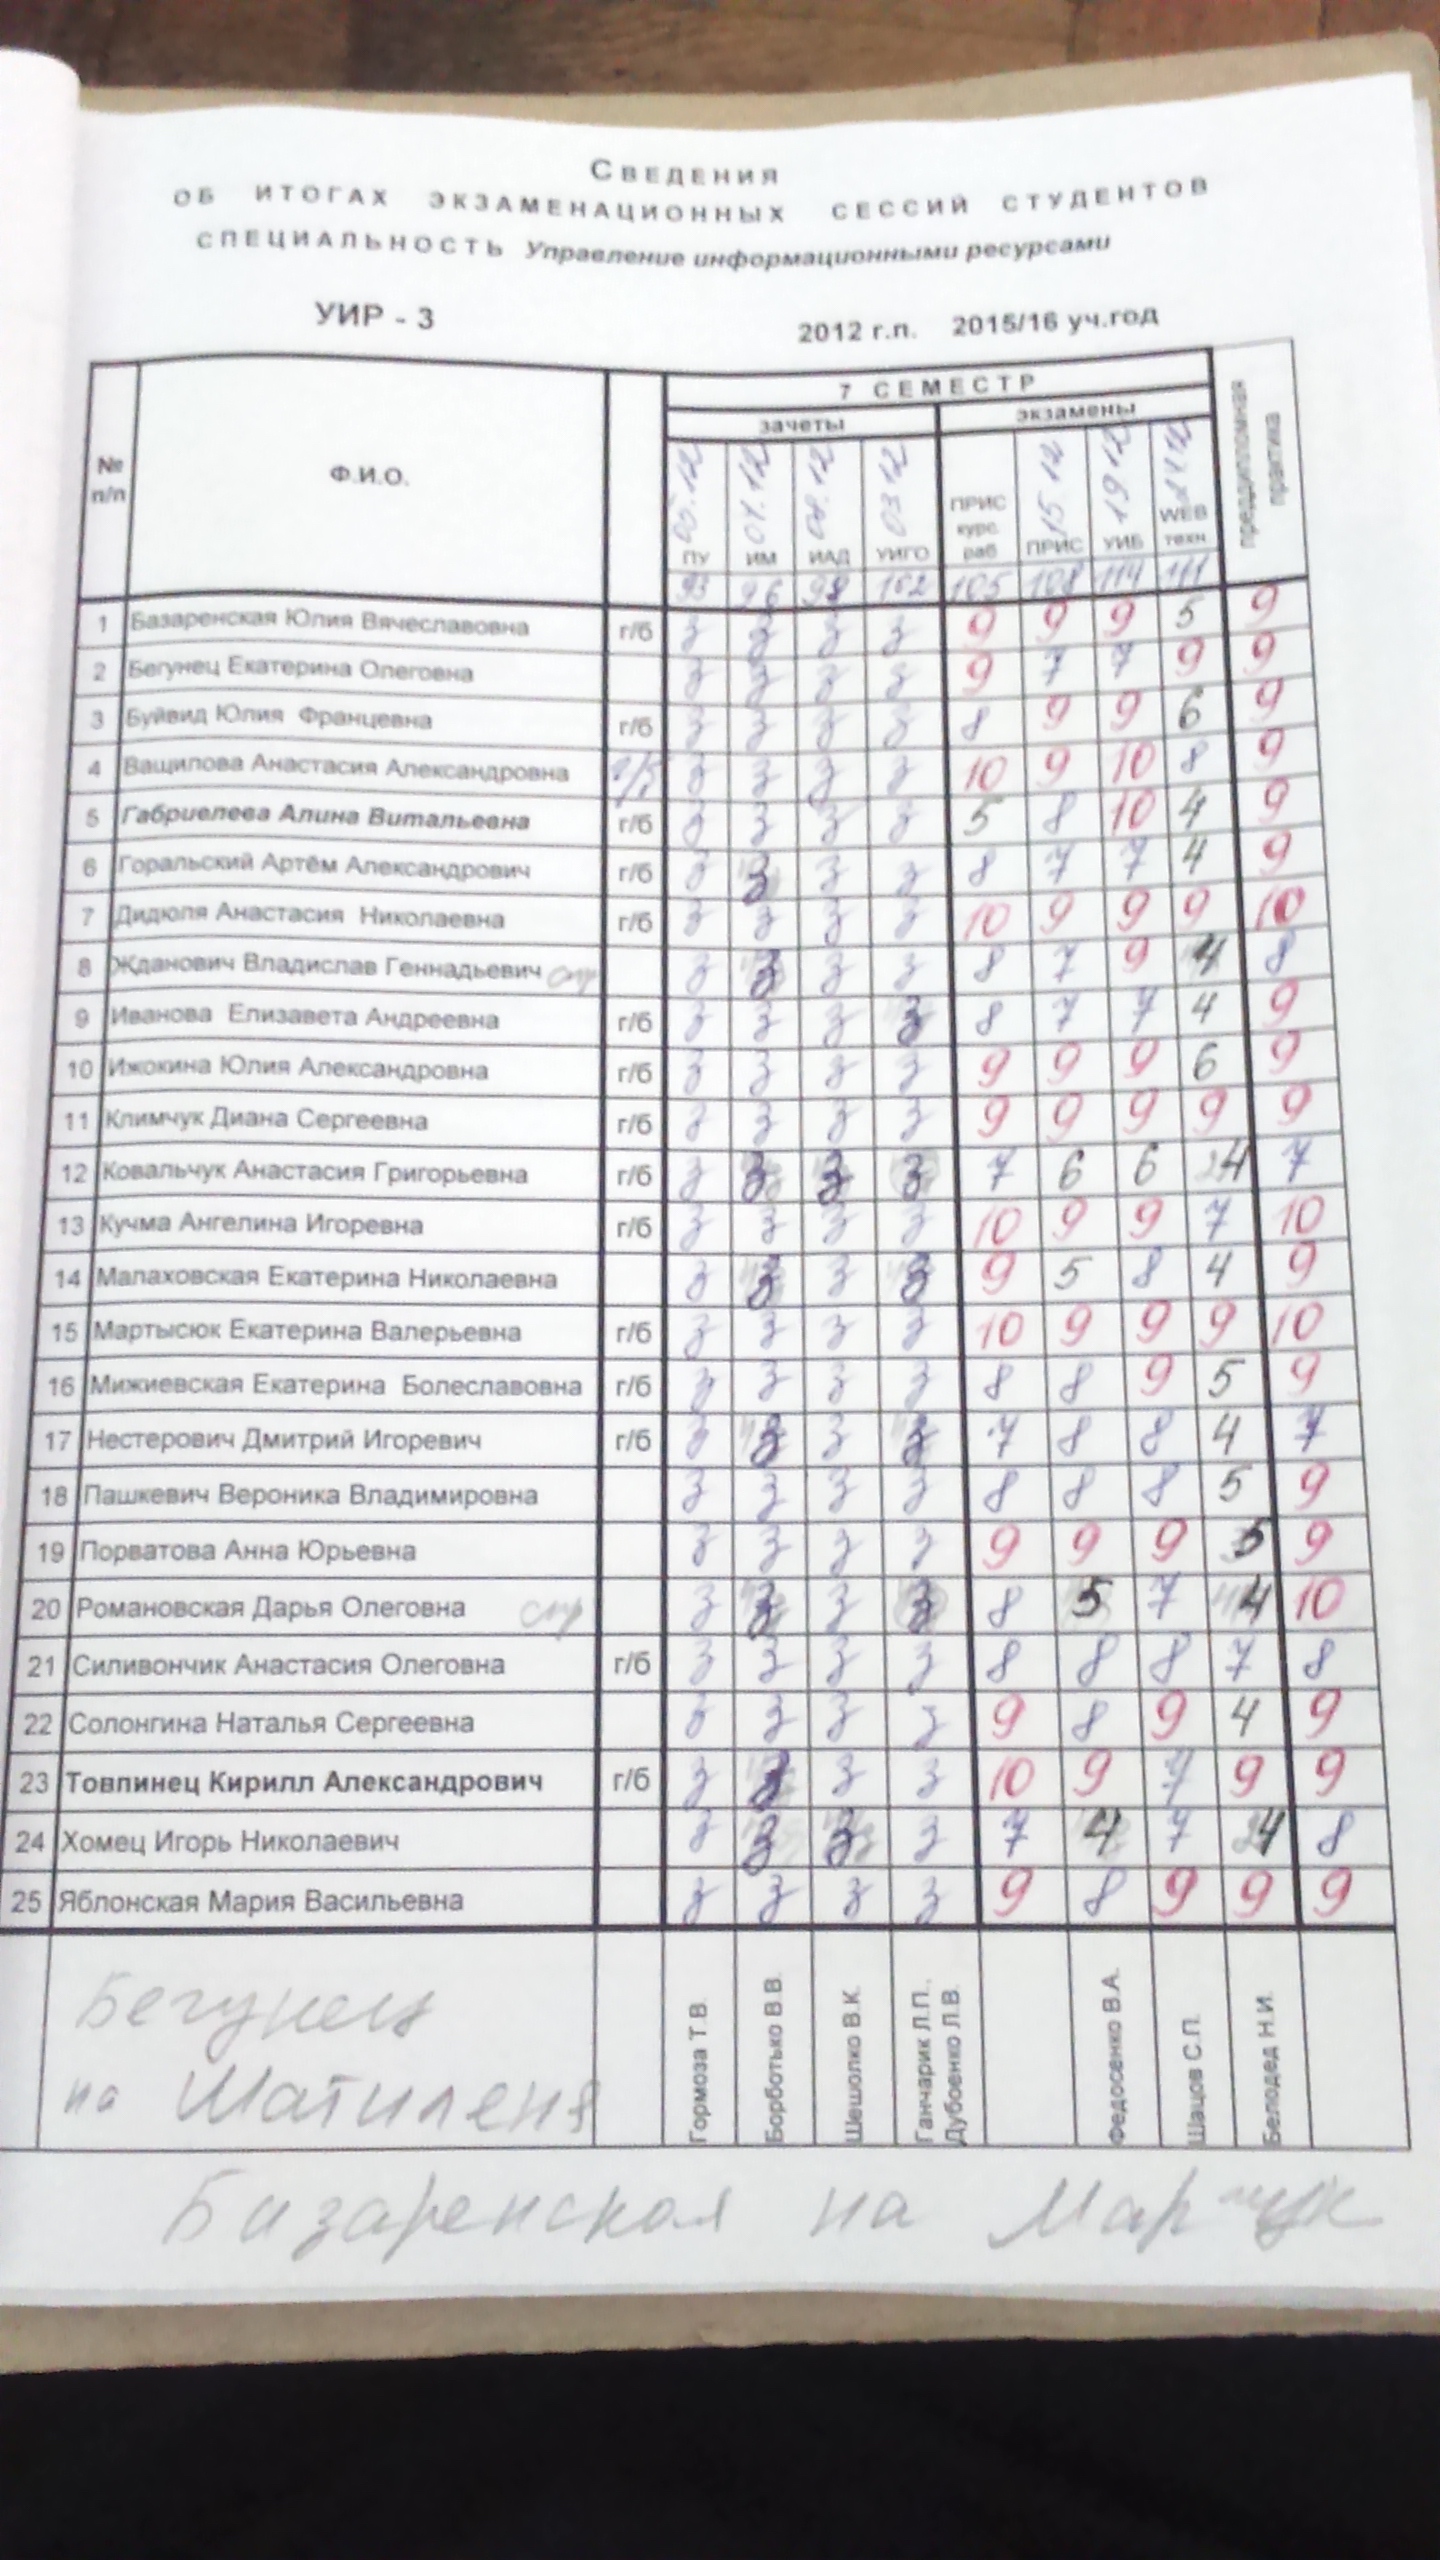 СВЕДЕНИЯ
ОБ ИТОГАХ ЭКЗАМЕНАЦИОННЫХ СЕССИЙ СТУДЕНТОВ
СПЕЦИАЛЬНОСТЬ Управление информационными ресурсами
УИР - 3 2012 г.п. 2015/16 уч.год
7 СЕМЕСТР
зачеты экзамены
№ п/п Ф.И.О. преддипломная практика
05.12 04.12 03.12 15.12 19.12
ПУ ИМ ИАД УИГО ПРИС курс. раб ПРИС УИБ WEB техн
93 96 98 102 105 108 114 111
1 Базаренская Юлия Вячеславовна г/б з з з з 9 9 9 5 9
2 Бегунец Екатерина Олеговна з з з з 9 7 7 9 9
3 Буйвид Юлия Францевна г/б з з з з 8 9 9 6 9
4 Ващилова Анастасия Александровна г/б з з з з 10 9 10 8 9
5 Габриелева Алина Витальевна г/б з з з з 5 8 10 4 9
6 Горальский Артём Александрович г/б з з з з 8 7 7 4 9
7 Дидюля Анастасия Николаевна г/б з з з з 10 9 9 9 10
8 Жданович Владислав Геннадьевич з з з з 8 7 9 4 8
9 Иванова Елизавета Андреевна г/б з з з з 8 7 7 4 9
10 Ижокина Юлия Александровна г/б з з з з 9 9 9 6 9
11 Климчук Диана Сергеевна г/б з з з з 9 9 9 9 9
12 Ковальчук Анастасия Григорьевна г/б з з з з 7 6 6 4 7
13 Кучма Ангелина Игоревна г/б з з з з 10 9 9 7 10
14 Малаховская Екатерина Николаевна з з з з 9 5 8 4 9
15 Мартысюк Екатерина Валерьевна г/б з з з з 10 9 9 9 10
16 Мижиевская Екатерина Болеславовна г/б з з з з 8 8 9 5 9
17 Нестерович Дмитрий Игоревич г/б з з з з 7 8 8 4 7
18 Пашкевич Вероника Владимировна з з з з 8 8 8 5 9
19 Порватова Анна Юрьевна з з з з 9 9 9 5 9
20 Романовская Дарья Олеговна з з з з 8 5 7 4 10
21 Силивончик Анастасия Олеговна г/б з з з з 8 8 8 7 8
22 Солонгина Наталья Сергеевна з з з з 9 8 9 4 9
23 Товпинец Кирилл Александрович г/б з з з з 10 9 7 9 9
24 Хомец Игорь Николаевич з з з з 7 4 7 4 8
25 Яблонская Мария Васильевна з з з з 9 8 9 9 9
Гормоза Т.В. Борботько В.В. Шешолко В.К. Ганчарик Л.П., Дубоенко Л.В. Федосенко В.А. Шацов С.П. Белодед Н.И.
Бегунец
на Шатиленя
Базаренская на Марчук